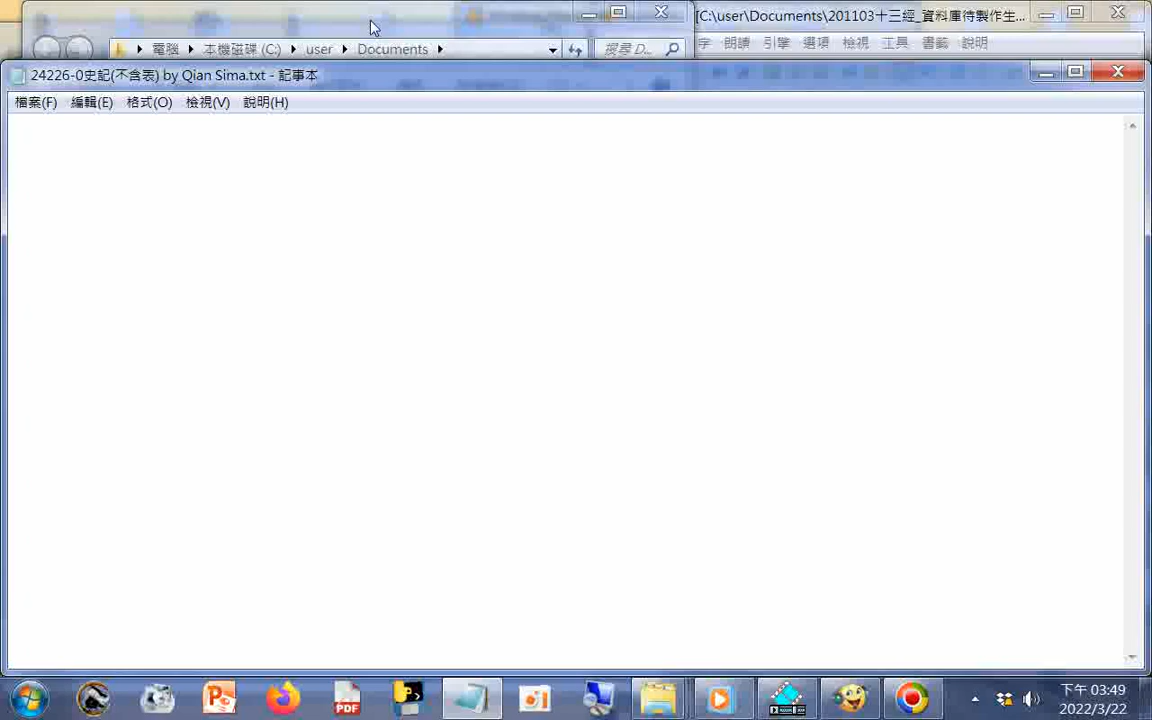 [C:\user\Documents\201103十三經_資料庫待製作生...
電腦 本機磁碟 (C:) user Documents 搜尋 D...
字 朗讀 引擎 選項 檢視 工具 書籤 說明
24226-0史記(不含表) by Qian Sima.txt - 記事本
檔案(F) 編輯(E) 格式(O) 檢視(V) 說明(H)
PDF
下午 03:49
2022/3/22